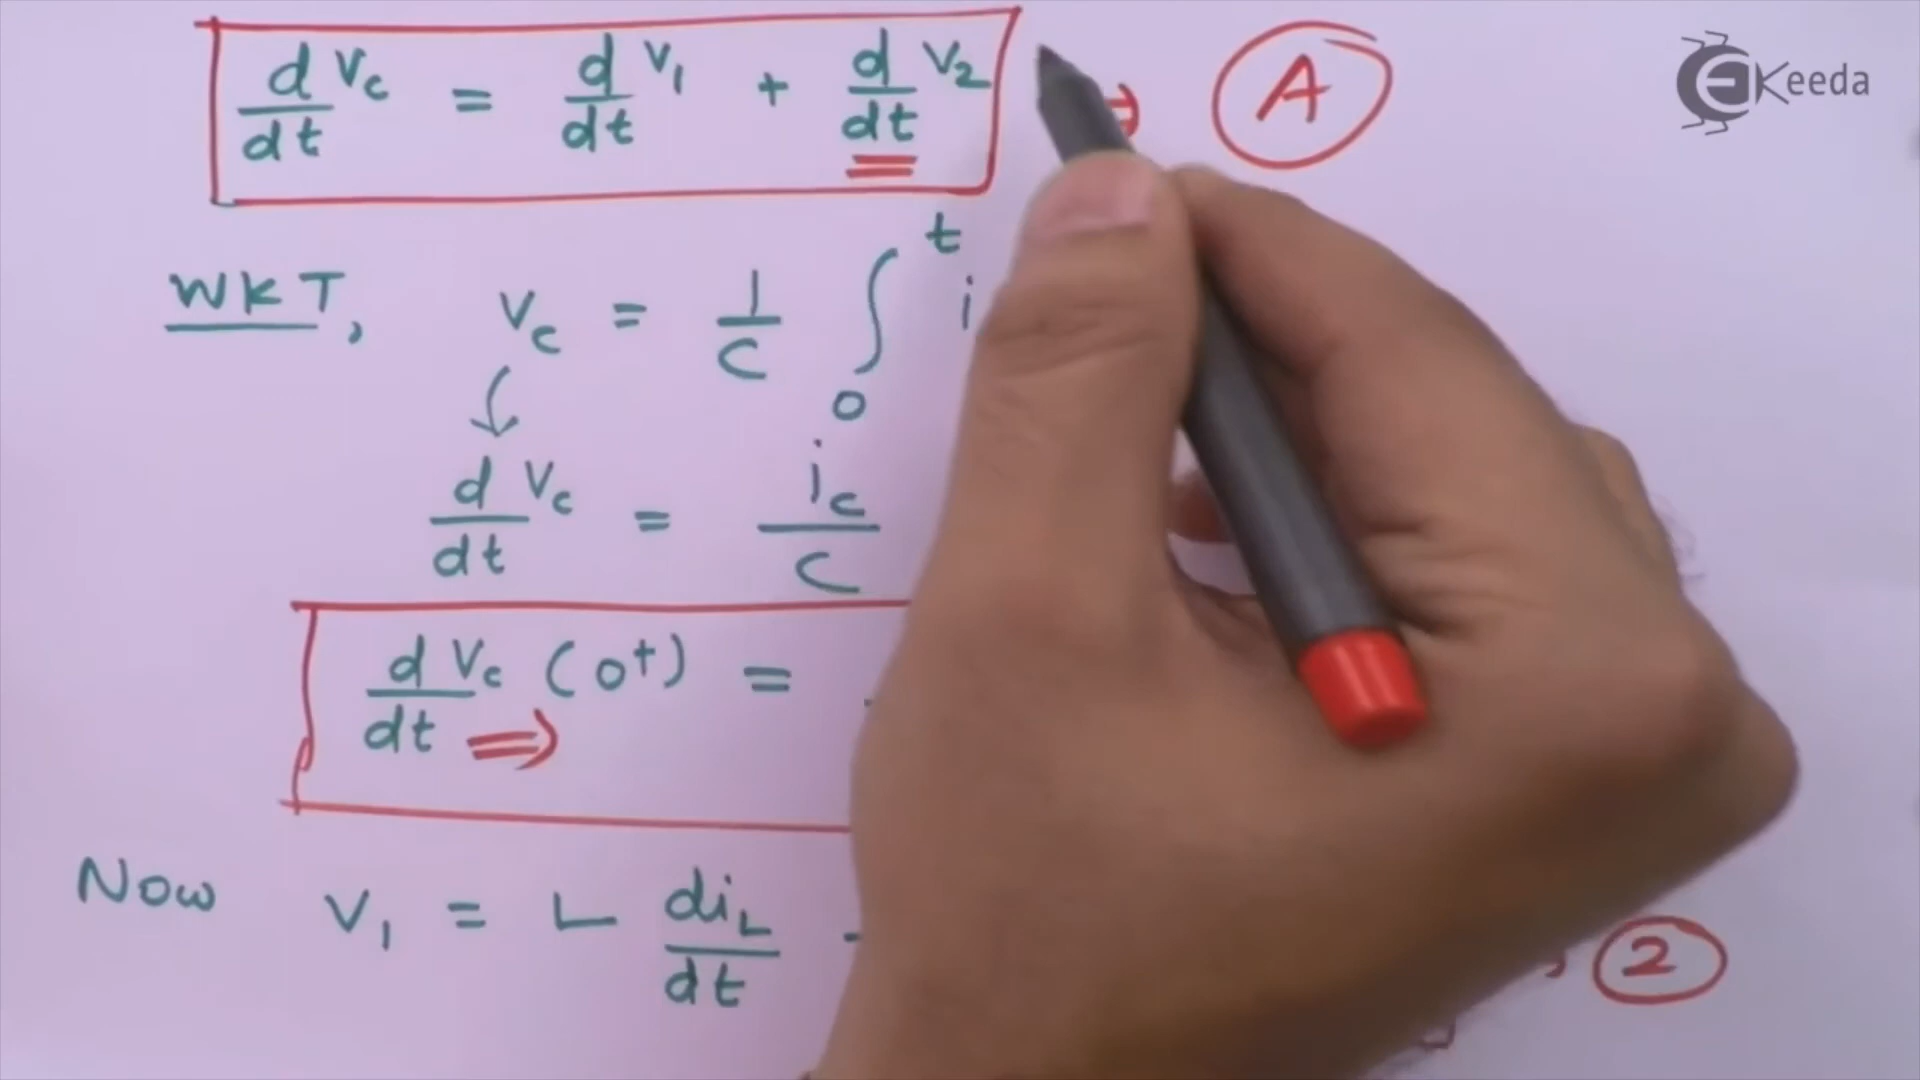 d/dt Vc = d/dt V1 + d/dt V2 ⇒ A
EKeeda
WKT, Vc = 1/C ∫ 0 t i
d/dt Vc = ic/C
d/dt Vc (0+) =
⇒
Now V1 = L diL/dt
, 2